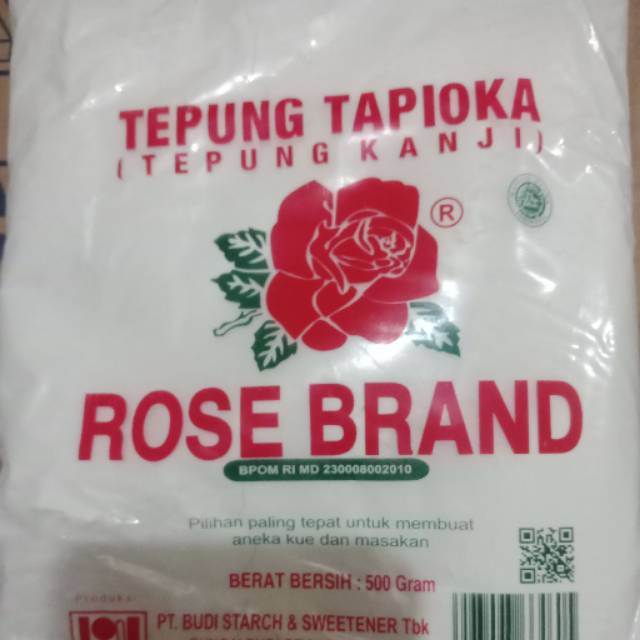 TEPUNG TAPIOKA
(TEPUNG KANJI)
®
ROSE BRAND
BPOM RI MD 230008002010
Pilihan paling tepat untuk membuat
aneka kue dan masakan
BERAT BERSIH : 500 Gram
Produksi
PT. BUDI STARCH & SWEETENER Tbk